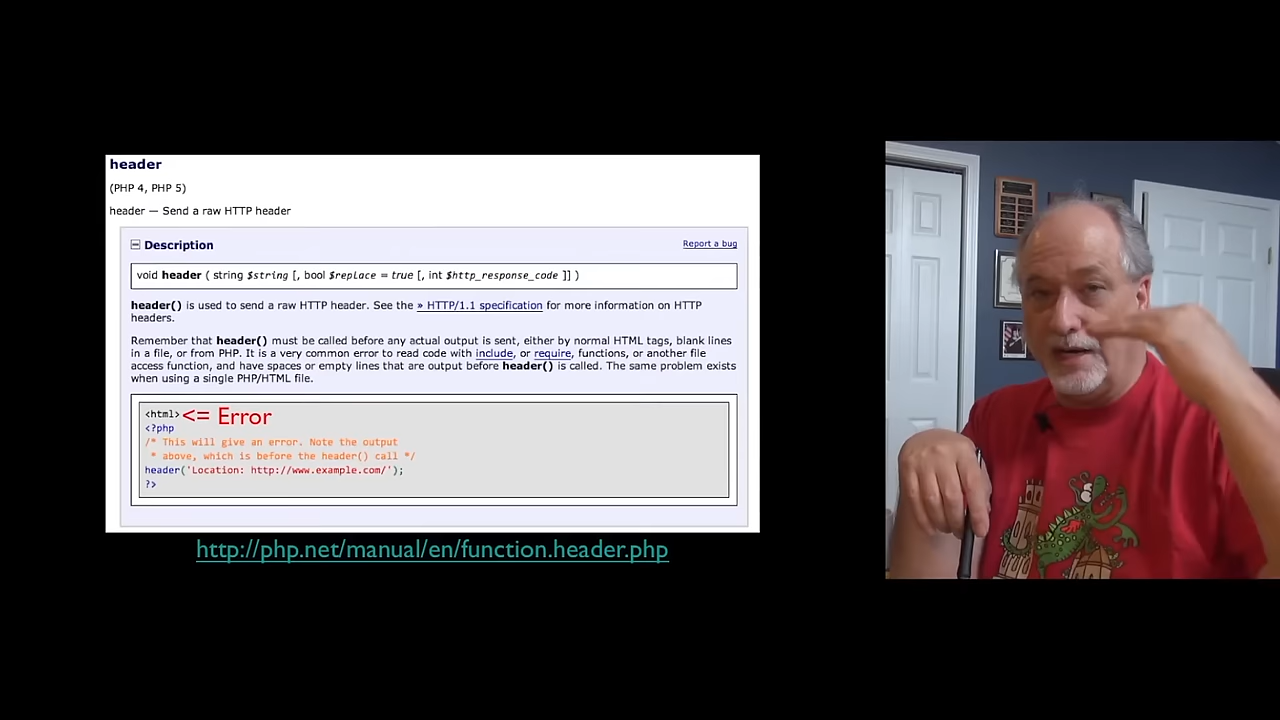 header
(PHP 4, PHP 5)
header — Send a raw HTTP header
Description
Report a bug
void header ( string $string [, bool $replace = true [, int $http_response_code ]] )
header() is used to send a raw HTTP header. See the » HTTP/1.1 specification for more information on HTTP
headers.
Remember that header() must be called before any actual output is sent, either by normal HTML tags, blank lines
in a file, or from PHP. It is a very common error to read code with include, or require, functions, or another file
access function, and have spaces or empty lines that are output before header() is called. The same problem exists
when using a single PHP/HTML file.
<html> <= Error
<?php
/* This will give an error. Note the output
* above, which is before the header() call */
header('Location: http://www.example.com/');
?>
http://php.net/manual/en/function.header.php